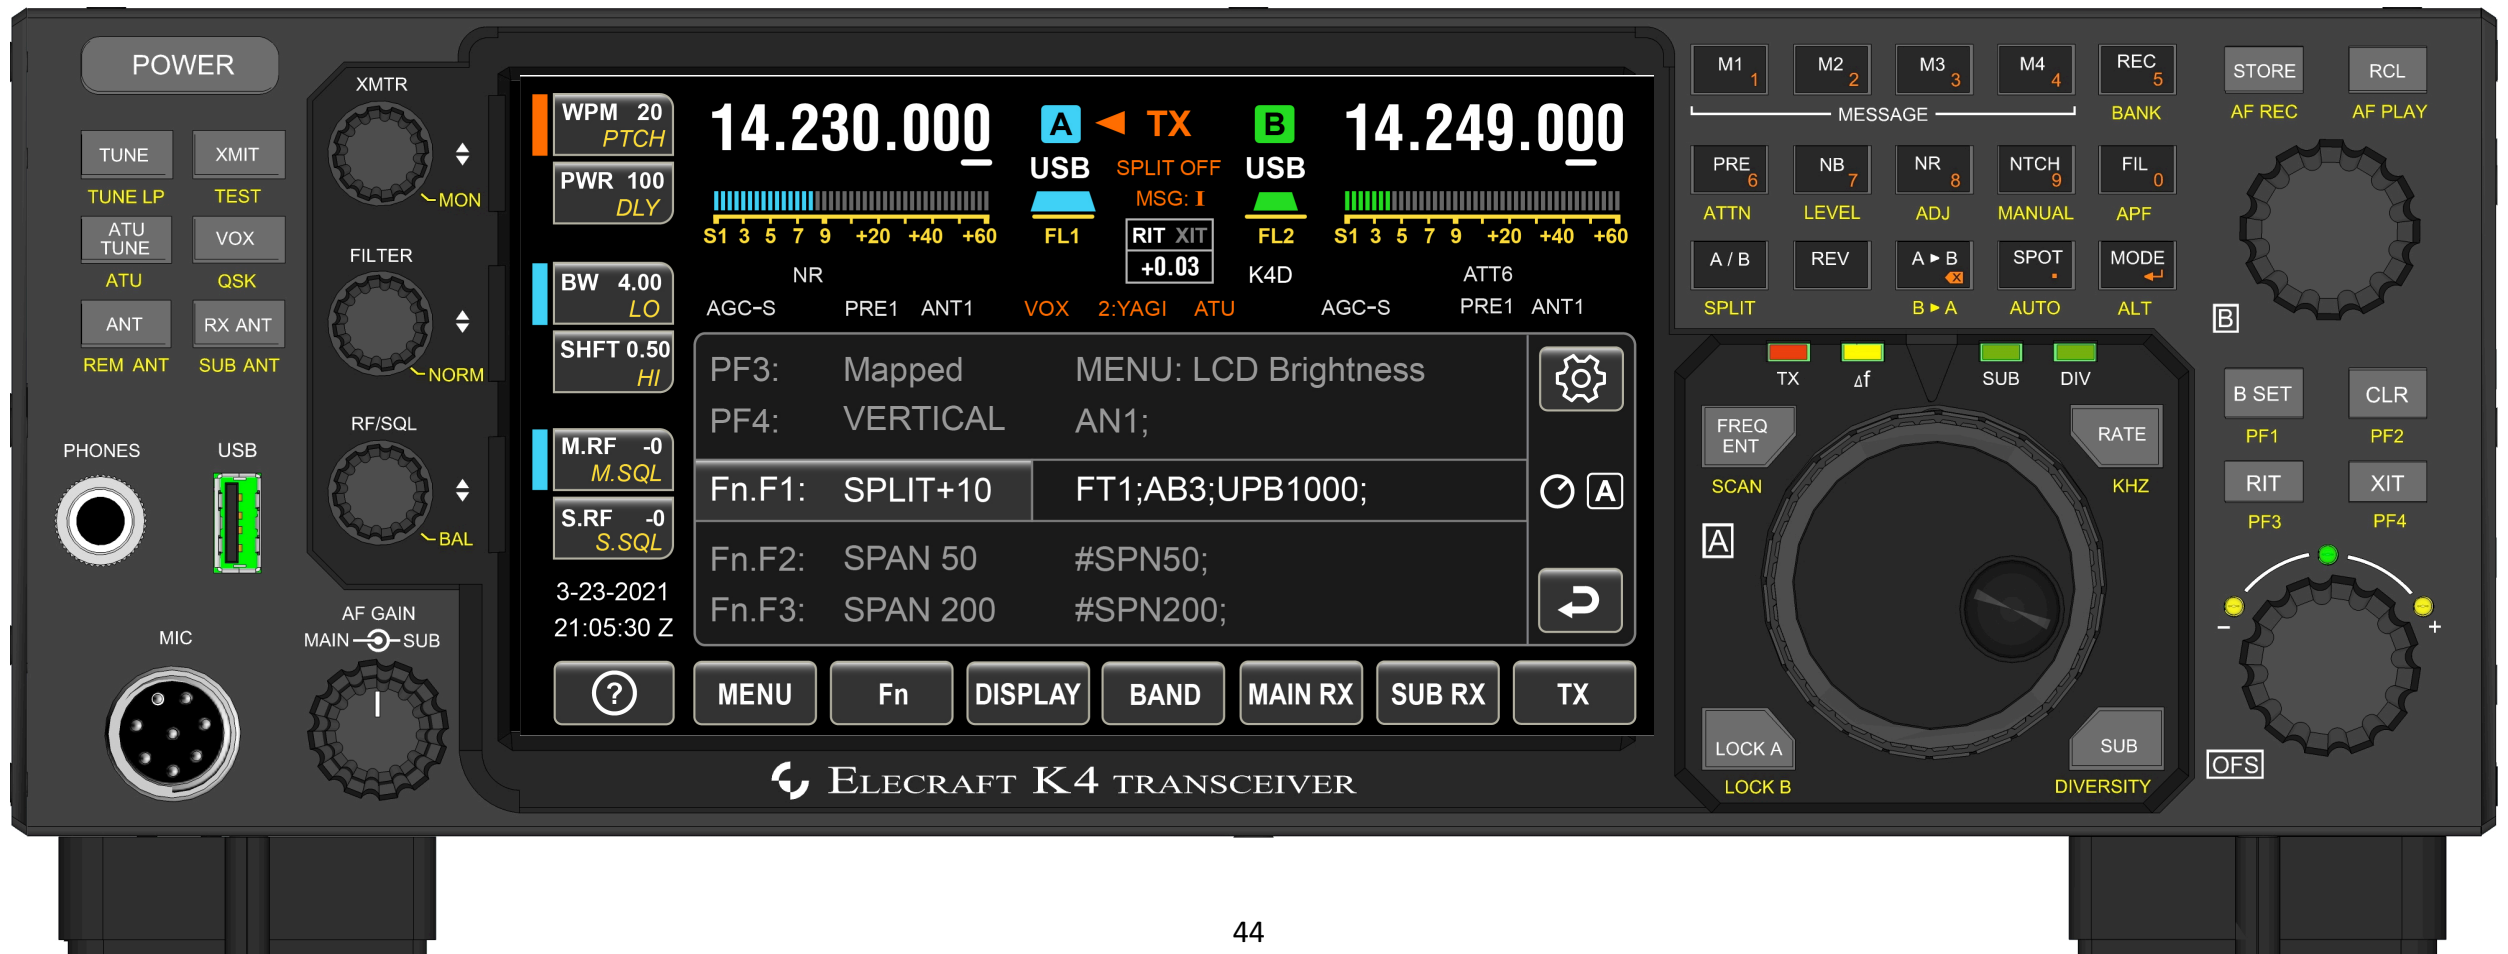 POWER
TUNE XMIT
TUNE LP TEST
ATU TUNE VOX
ATU QSK
ANT RX ANT
REM ANT SUB ANT
PHONES USB
MIC
XMTR
MON
FILTER
NORM
RF/SQL
BAL
AF GAIN
MAIN SUB
WPM 20
PTCH
PWR 100
DLY
BW 4.00
LO
SHFT 0.50
HI
M.RF -0
M.SQL
S.RF -0
S.SQL
3-23-2021
21:05:30 Z
14.230.000 A TX B 14.249.000
USB SPLIT OFF USB
MSG: I
S1 3 5 7 9 +20 +40 +60 FL1 RIT XIT FL2 S1 3 5 7 9 +20 +40 +60
NR +0.03 K4D ATT6
AGC-S PRE1 ANT1 VOX 2:YAGI ATU AGC-S PRE1 ANT1
PF3: Mapped MENU: LCD Brightness
PF4: VERTICAL AN1;
Fn.F1: SPLIT+10 FT1;AB3;UPB1000; A
Fn.F2: SPAN 50 #SPN50;
Fn.F3: SPAN 200 #SPN200;
? MENU Fn DISPLAY BAND MAIN RX SUB RX TX
ELECRAFT K4 TRANSCEIVER
M1 1 M2 2 M3 3 M4 4 REC 5
MESSAGE BANK
PRE 6 NB 7 NR 8 NTCH 9 FIL 0
ATTN LEVEL ADJ MANUAL APF
A / B REV A ▸ B SPOT . MODE
SPLIT B ▸ A AUTO ALT
TX Δf SUB DIV
FREQ ENT RATE
SCAN KHZ
A
LOCK A SUB
LOCK B DIVERSITY
STORE RCL
AF REC AF PLAY
B
B SET CLR
PF1 PF2
RIT XIT
PF3 PF4
- +
OFS
44